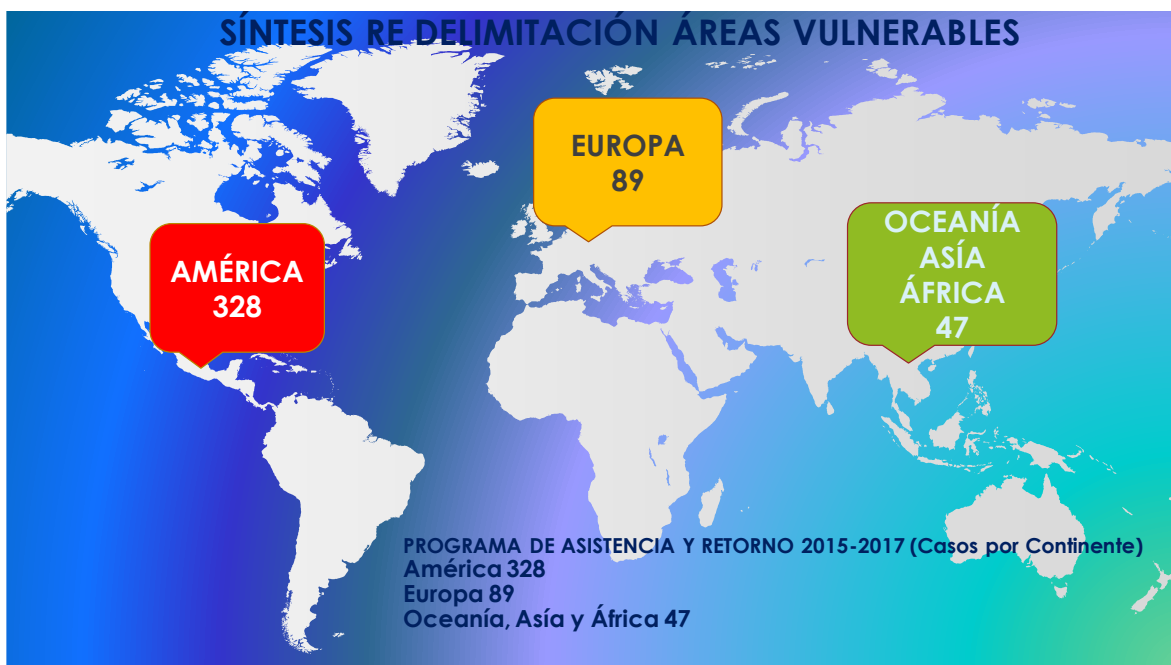 SÍNTESIS RE DELIMITACIÓN ÁREAS VULNERABLES
EUROPA
89
OCEANÍA
ASÍA
ÁFRICA
47
AMÉRICA
328
PROGRAMA DE ASISTENCIA Y RETORNO 2015-2017 (Casos por Continente)
América 328
Europa 89
Oceanía, Asía y África 47